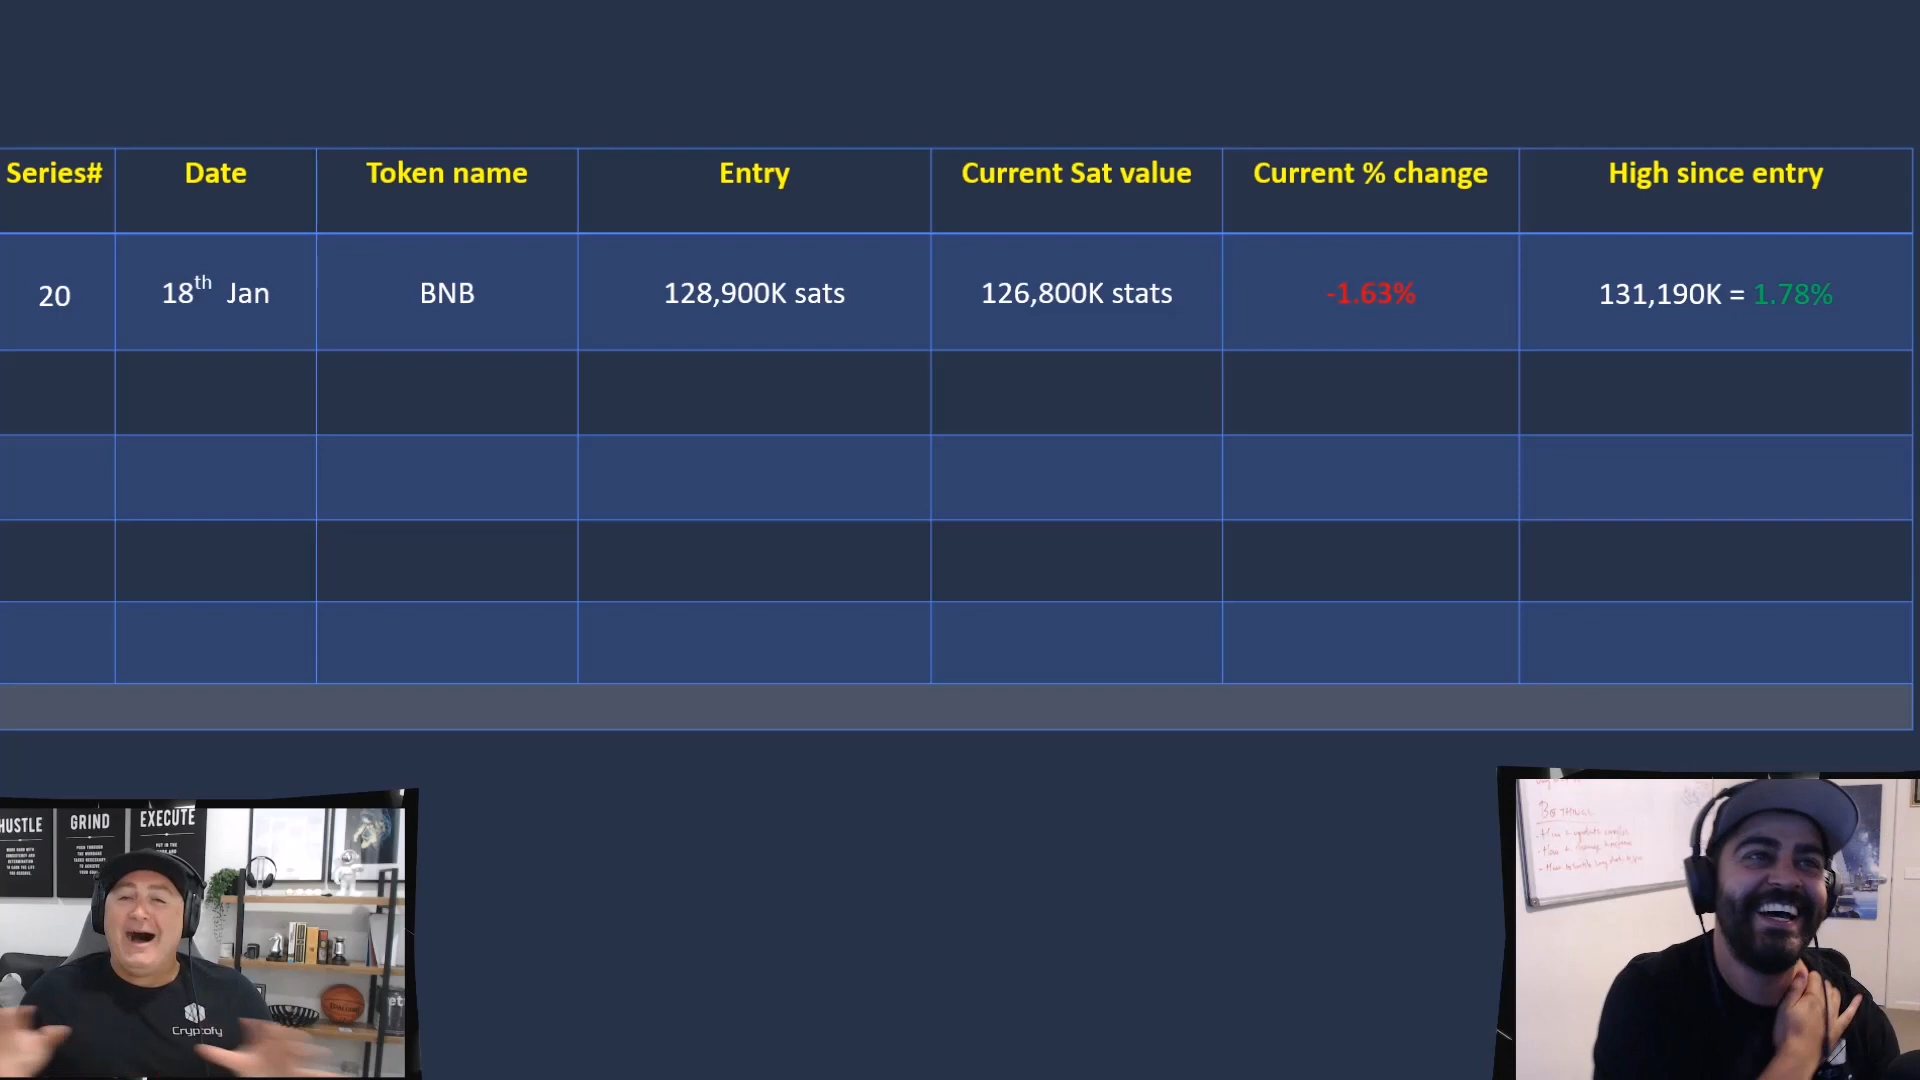 Series# Date Token name Entry Current Sat value Current % change High since entry
20 18th Jan BNB 128,900K sats 126,800K stats -1.63% 131,190K = 1.78%
HUSTLE
GRIND
EXECUTE
Cryptofy
SPALDING